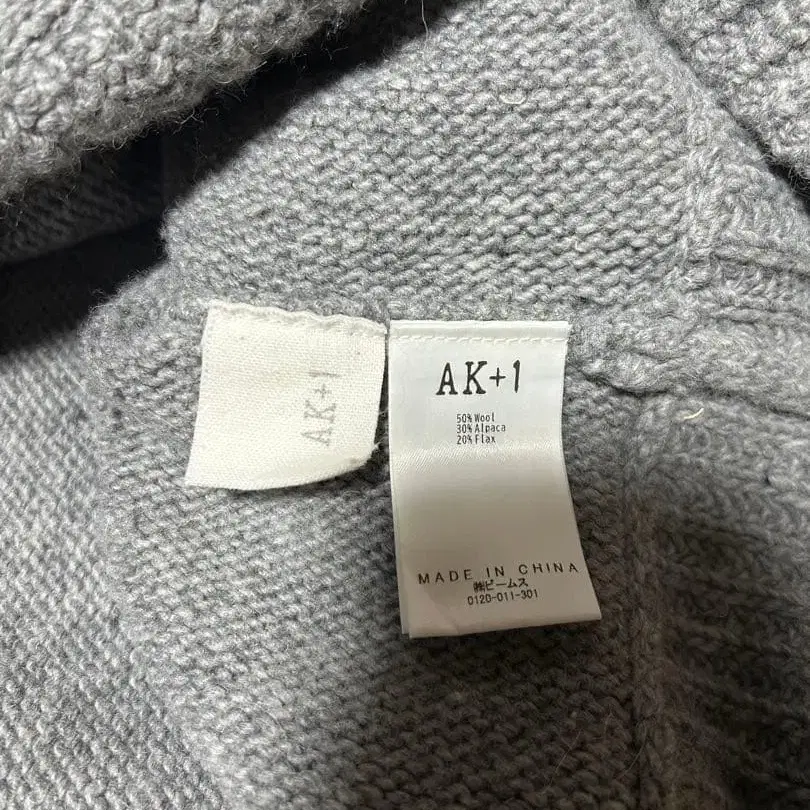 AK+1
AK+1
50% Wool
30% Alpaca
20% Flax
MADE IN CHINA
㈱ビームス
0120-011-301